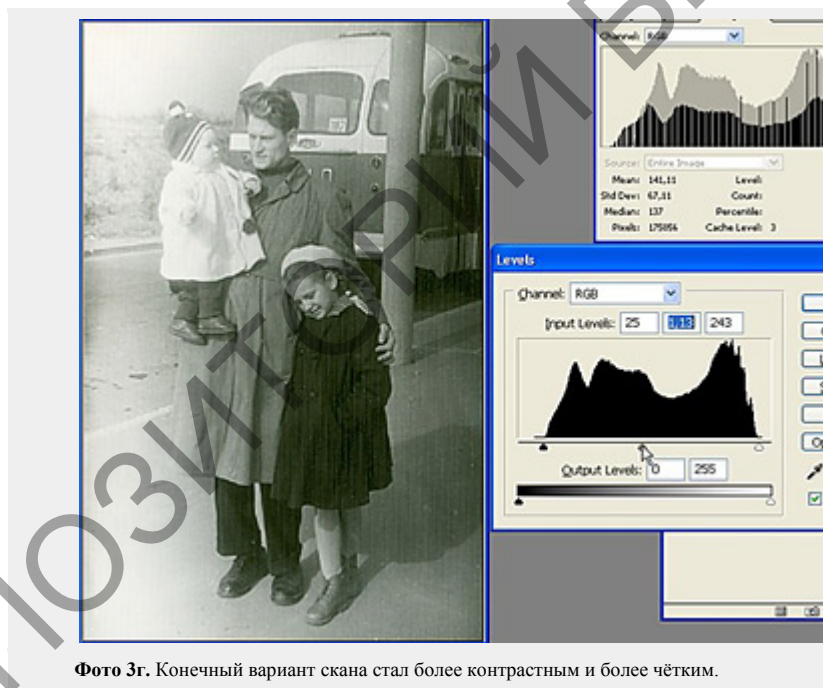 Channel: RGB
Source: Entire Image
Mean: 141,11 Level:
Std Dev: 67,11 Count:
Median: 137 Percentile:
Pixels: 175856 Cache Level: 3
Levels
Channel: RGB
Input Levels: 25 1,13 243
Output Levels: 0 255
Фото 3г. Конечный вариант скана стал более контрастным и более чётким.